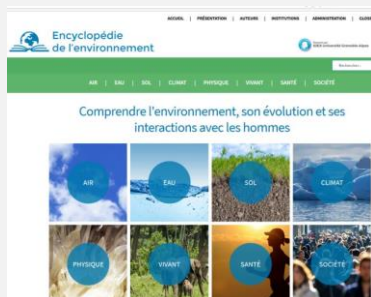 ACCUEIL | PRÉSENTATION | AUTEURS | INSTITUTIONS | ADMINISTRATION |
Encyclopédie
de l'environnement
AIR | EAU | SOL | CLIMAT | PHYSIQUE | VIVANT | SANTÉ | SOCIÉTÉ
Comprendre l'environnement, son évolution et ses
interactions avec les hommes
AIR
EAU
SOL
CLIMAT
PHYSIQUE
VIVANT
SANTÉ
SOCIÉTÉ